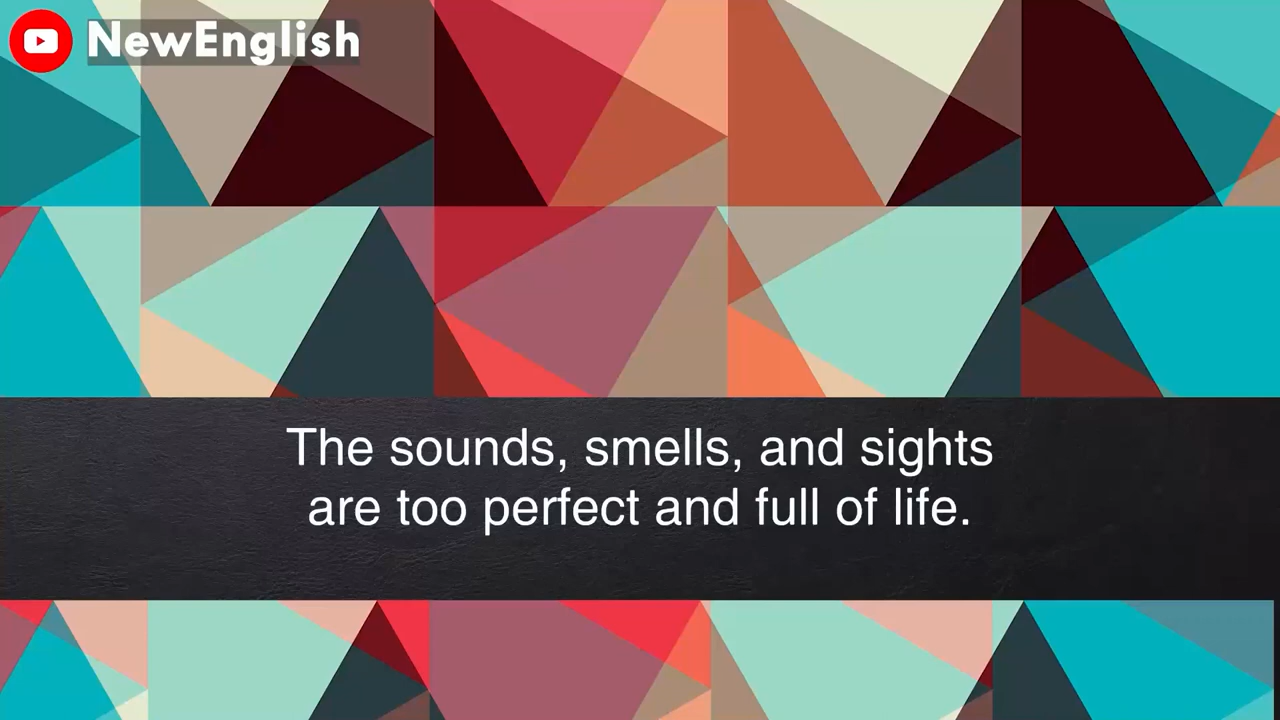 NewEnglish
The sounds, smells, and sights
are too perfect and full of life.